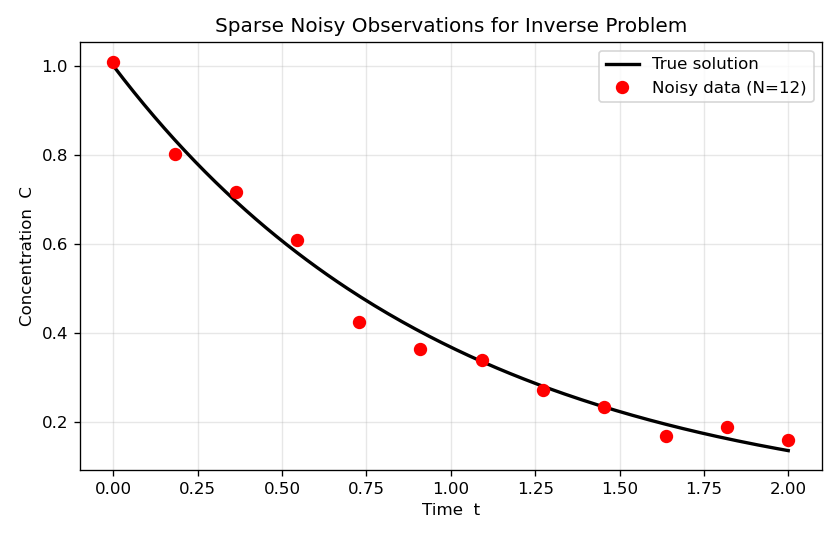 Sparse Noisy Observations for Inverse Problem
True solution
Noisy data (N=12)
Concentration C
1.0
0.8
0.6
0.4
0.2
0.00 0.25 0.50 0.75 1.00 1.25 1.50 1.75 2.00
Time t